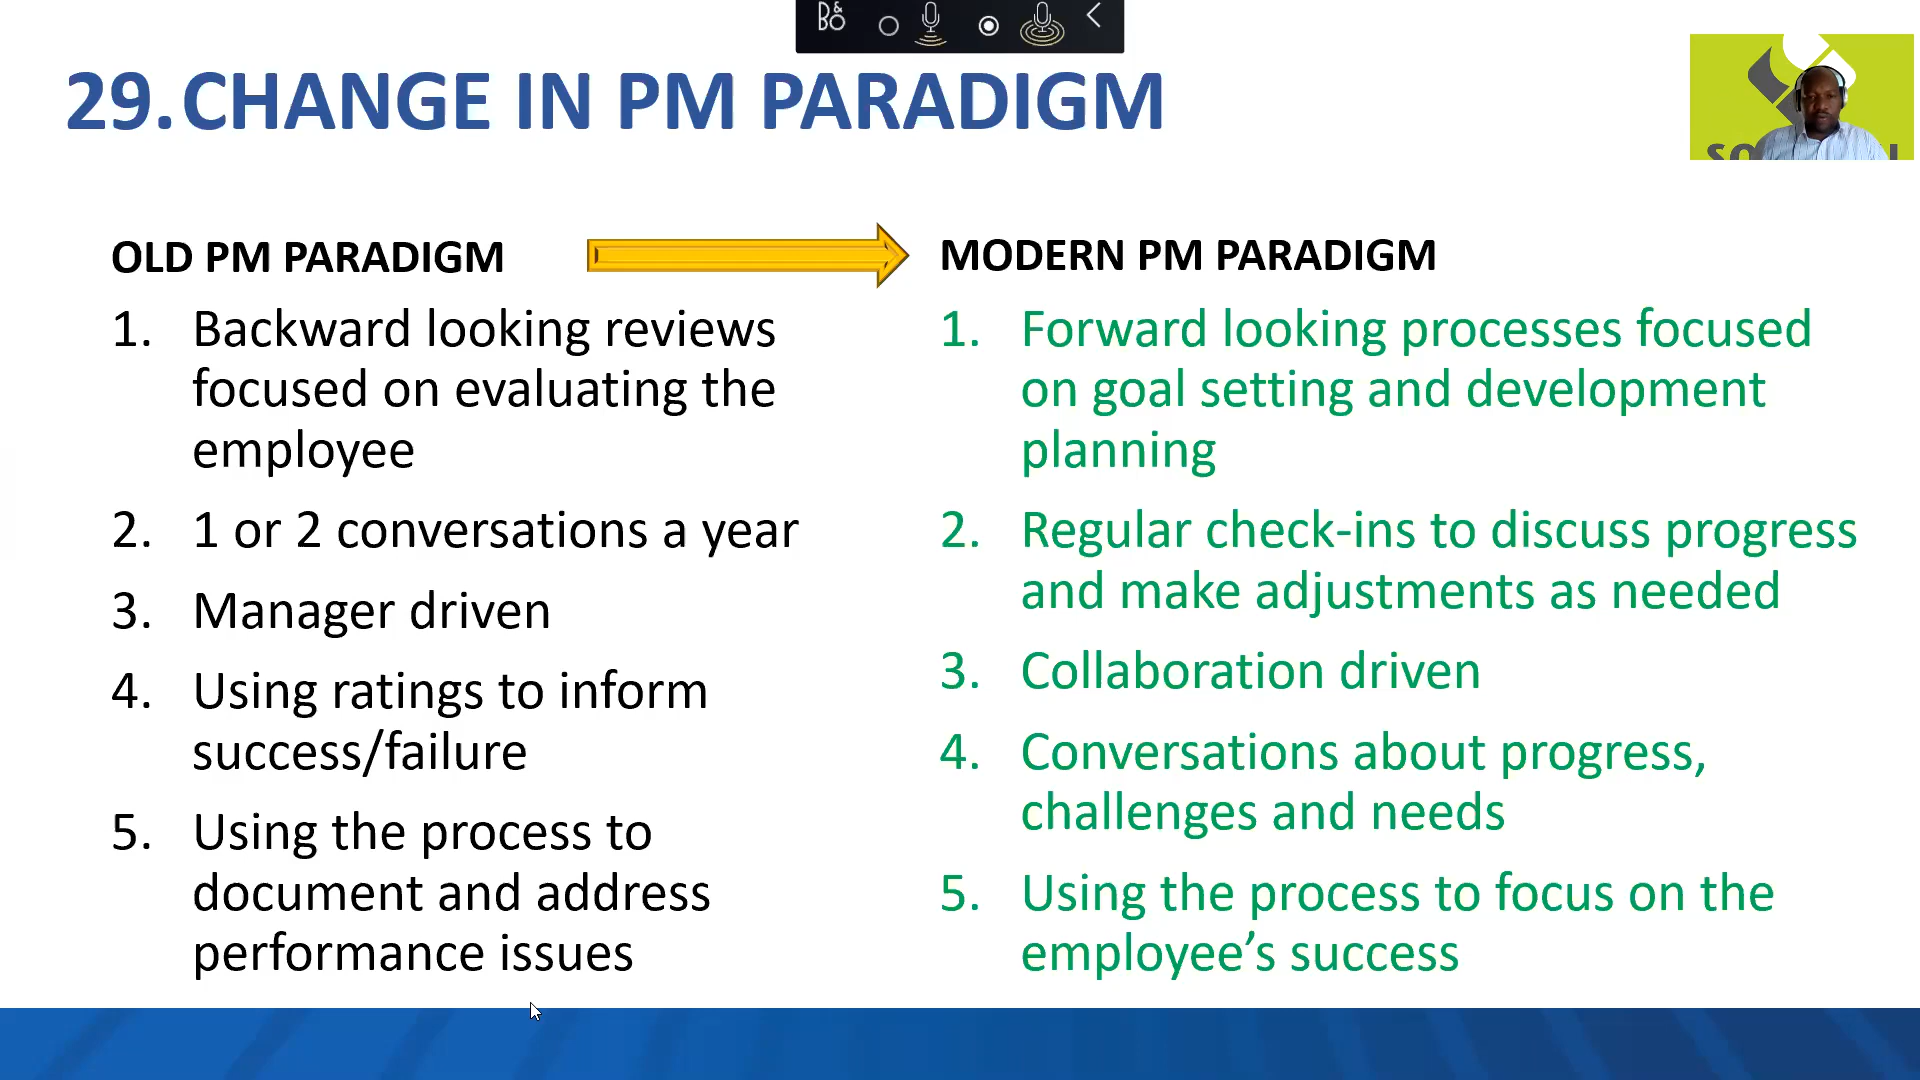 B&O
29. CHANGE IN PM PARADIGM
OLD PM PARADIGM
1. Backward looking reviews
focused on evaluating the
employee
2. 1 or 2 conversations a year
3. Manager driven
4. Using ratings to inform
success/failure
5. Using the process to
document and address
performance issues
MODERN PM PARADIGM
1. Forward looking processes focused
on goal setting and development
planning
2. Regular check-ins to discuss progress
and make adjustments as needed
3. Collaboration driven
4. Conversations about progress,
challenges and needs
5. Using the process to focus on the
employee’s success